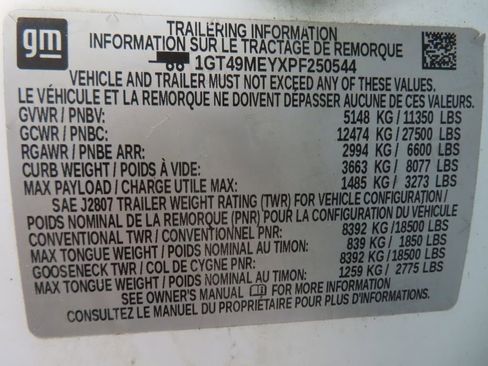 gm
TRAILERING INFORMATION
INFORMATION SUR LE TRACTAGE DE REMORQUE
1GT49MEYXPF250544
VEHICLE AND TRAILER MUST NOT EXCEED ANY OF THESE VALUES
LE VÉHICULE ET LA REMORQUE NE DOIVENT DÉPASSER AUCUNE DE CES VALEURS.
GVWR / PNBV: 5148 KG / 11350 LBS
GCWR / PNBC: 12474 KG / 27500 LBS
RGAWR / PNBE ARR: 2994 KG / 6600 LBS
CURB WEIGHT / POIDS À VIDE: 3663 KG / 8077 LBS
MAX PAYLOAD / CHARGE UTILE MAX: 1485 KG / 3273 LBS
SAE J2807 TRAILER WEIGHT RATING (TWR) FOR VEHICLE CONFIGURATION /
POIDS NOMINAL DE LA REMORQUE (PNR) POUR LA CONFIGURATION DU VÉHICULE
CONVENTIONAL TWR / CONVENTIONNEL PNR: 8392 KG / 18500 LBS
MAX TONGUE WEIGHT / POIDS NOMINAL AU TIMON: 839 KG / 1850 LBS
GOOSENECK TWR / COL DE CYGNE PNR: 8392 KG / 18500 LBS
MAX TONGUE WEIGHT / POIDS NOMINAL AU TIMON: 1259 KG / 2775 LBS
SEE OWNER'S MANUAL FOR MORE INFORMATION
CONSULTEZ LE MANUEL DU PROPRIÉTAIRE POUR PLUS D'INFORMATIONS.